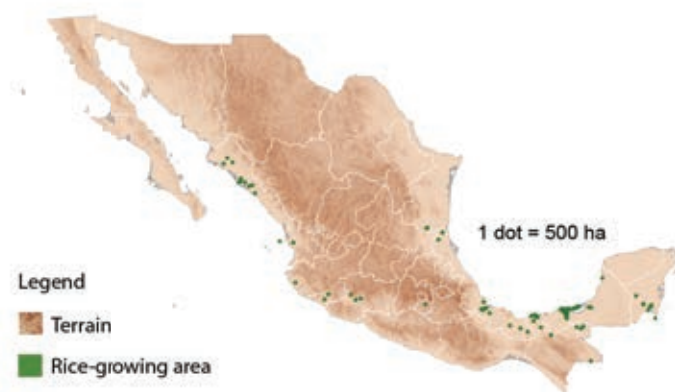 1 dot = 500 ha
Legend
Terrain
Rice-growing area